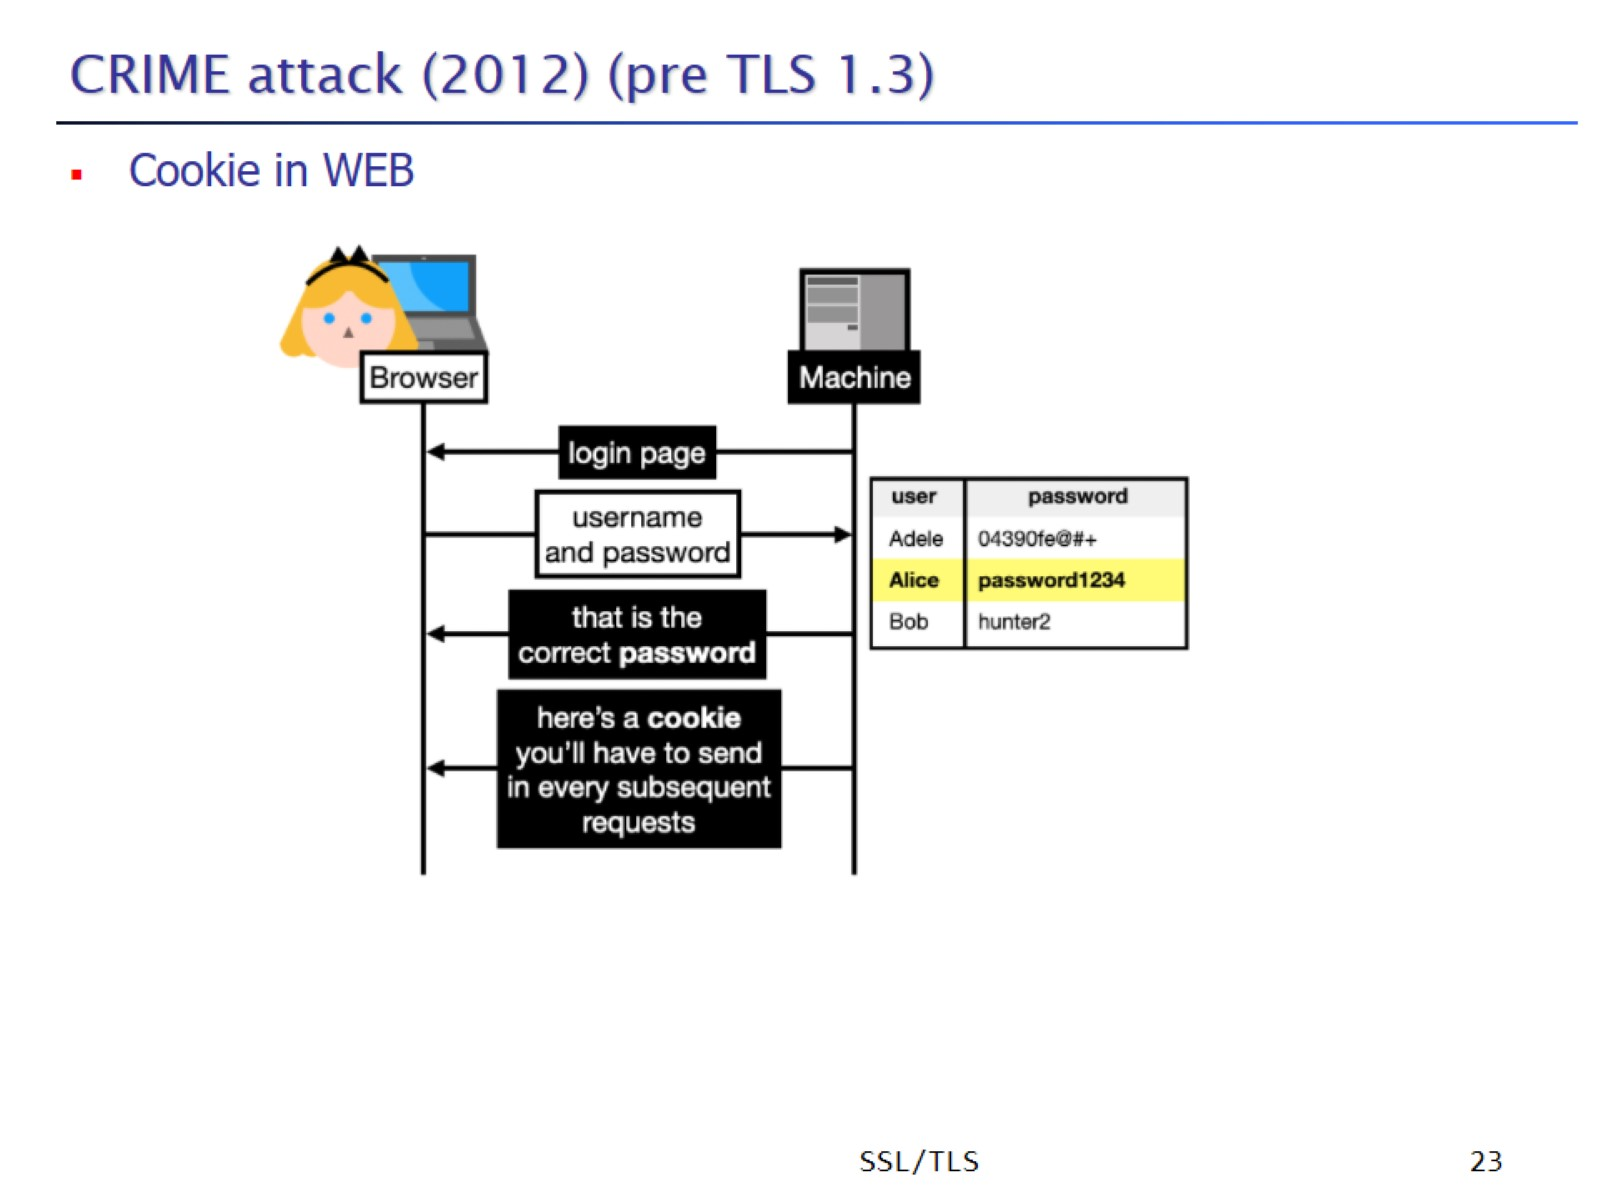 CRIME attack (2012) (pre TLS 1.3)
Cookie in WEB
Browser
Machine
login page
username
and password
that is the
correct password
here's a cookie
you'll have to send
in every subsequent
requests
user password
Adele 04390fe@#+
Alice password1234
Bob hunter2
SSL/TLS
23